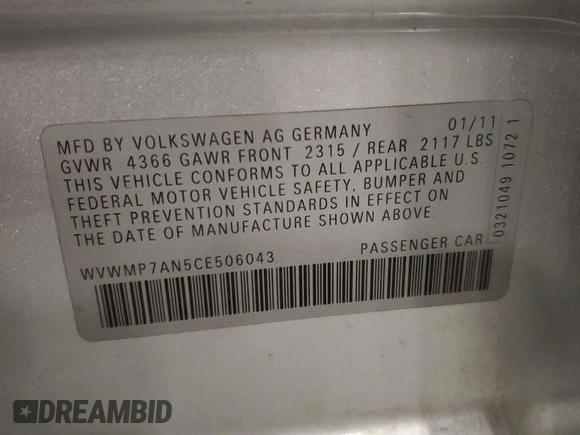 MFD BY VOLKSWAGEN AG GERMANY 01/11
GVWR 4366 GAWR FRONT 2315 / REAR 2117 LBS
THIS VEHICLE CONFORMS TO ALL APPLICABLE U.S.
FEDERAL MOTOR VEHICLE SAFETY, BUMPER AND
THEFT PREVENTION STANDARDS IN EFFECT ON
THE DATE OF MANUFACTURE SHOWN ABOVE.
WVWMP7AN5CE506043 PASSENGER CAR
0321049 1072 1
DREAMBID